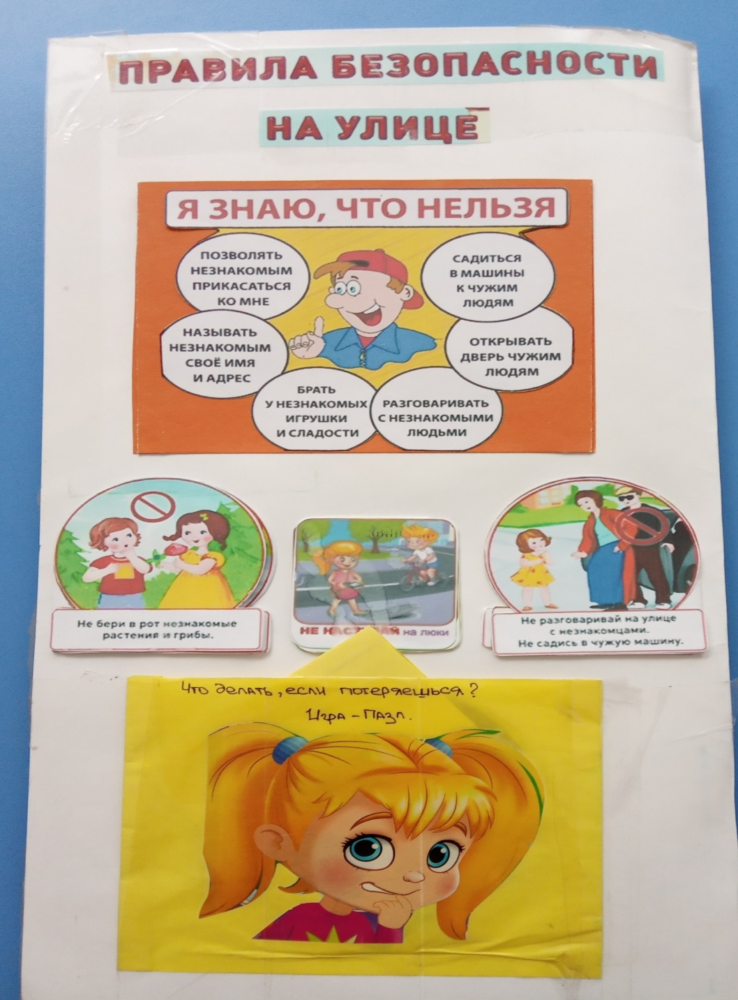 ПРАВИЛА БЕЗОПАСНОСТИ
НА УЛИЦЕ
Я ЗНАЮ, ЧТО НЕЛЬЗЯ
ПОЗВОЛЯТЬ
НЕЗНАКОМЫМ
ПРИКАСАТЬСЯ
КО МНЕ
НАЗЫВАТЬ
НЕЗНАКОМЫМ
СВОЁ ИМЯ
И АДРЕС
БРАТЬ
У НЕЗНАКОМЫХ
ИГРУШКИ
И СЛАДОСТИ
РАЗГОВАРИВАТЬ
С НЕЗНАКОМЫМИ
ЛЮДЬМИ
ОТКРЫВАТЬ
ДВЕРЬ ЧУЖИМ
ЛЮДЯМ
САДИТЬСЯ
В МАШИНЫ
К ЧУЖИМ
ЛЮДЯМ
Не бери в рот незнакомые
растения и грибы.
НЕ НАСТУПАЙ на люки
Не разговаривай на улице
с незнакомцами.
Не садись в чужую машину.
Что делать, если потеряешься?
Игра - Пазл.